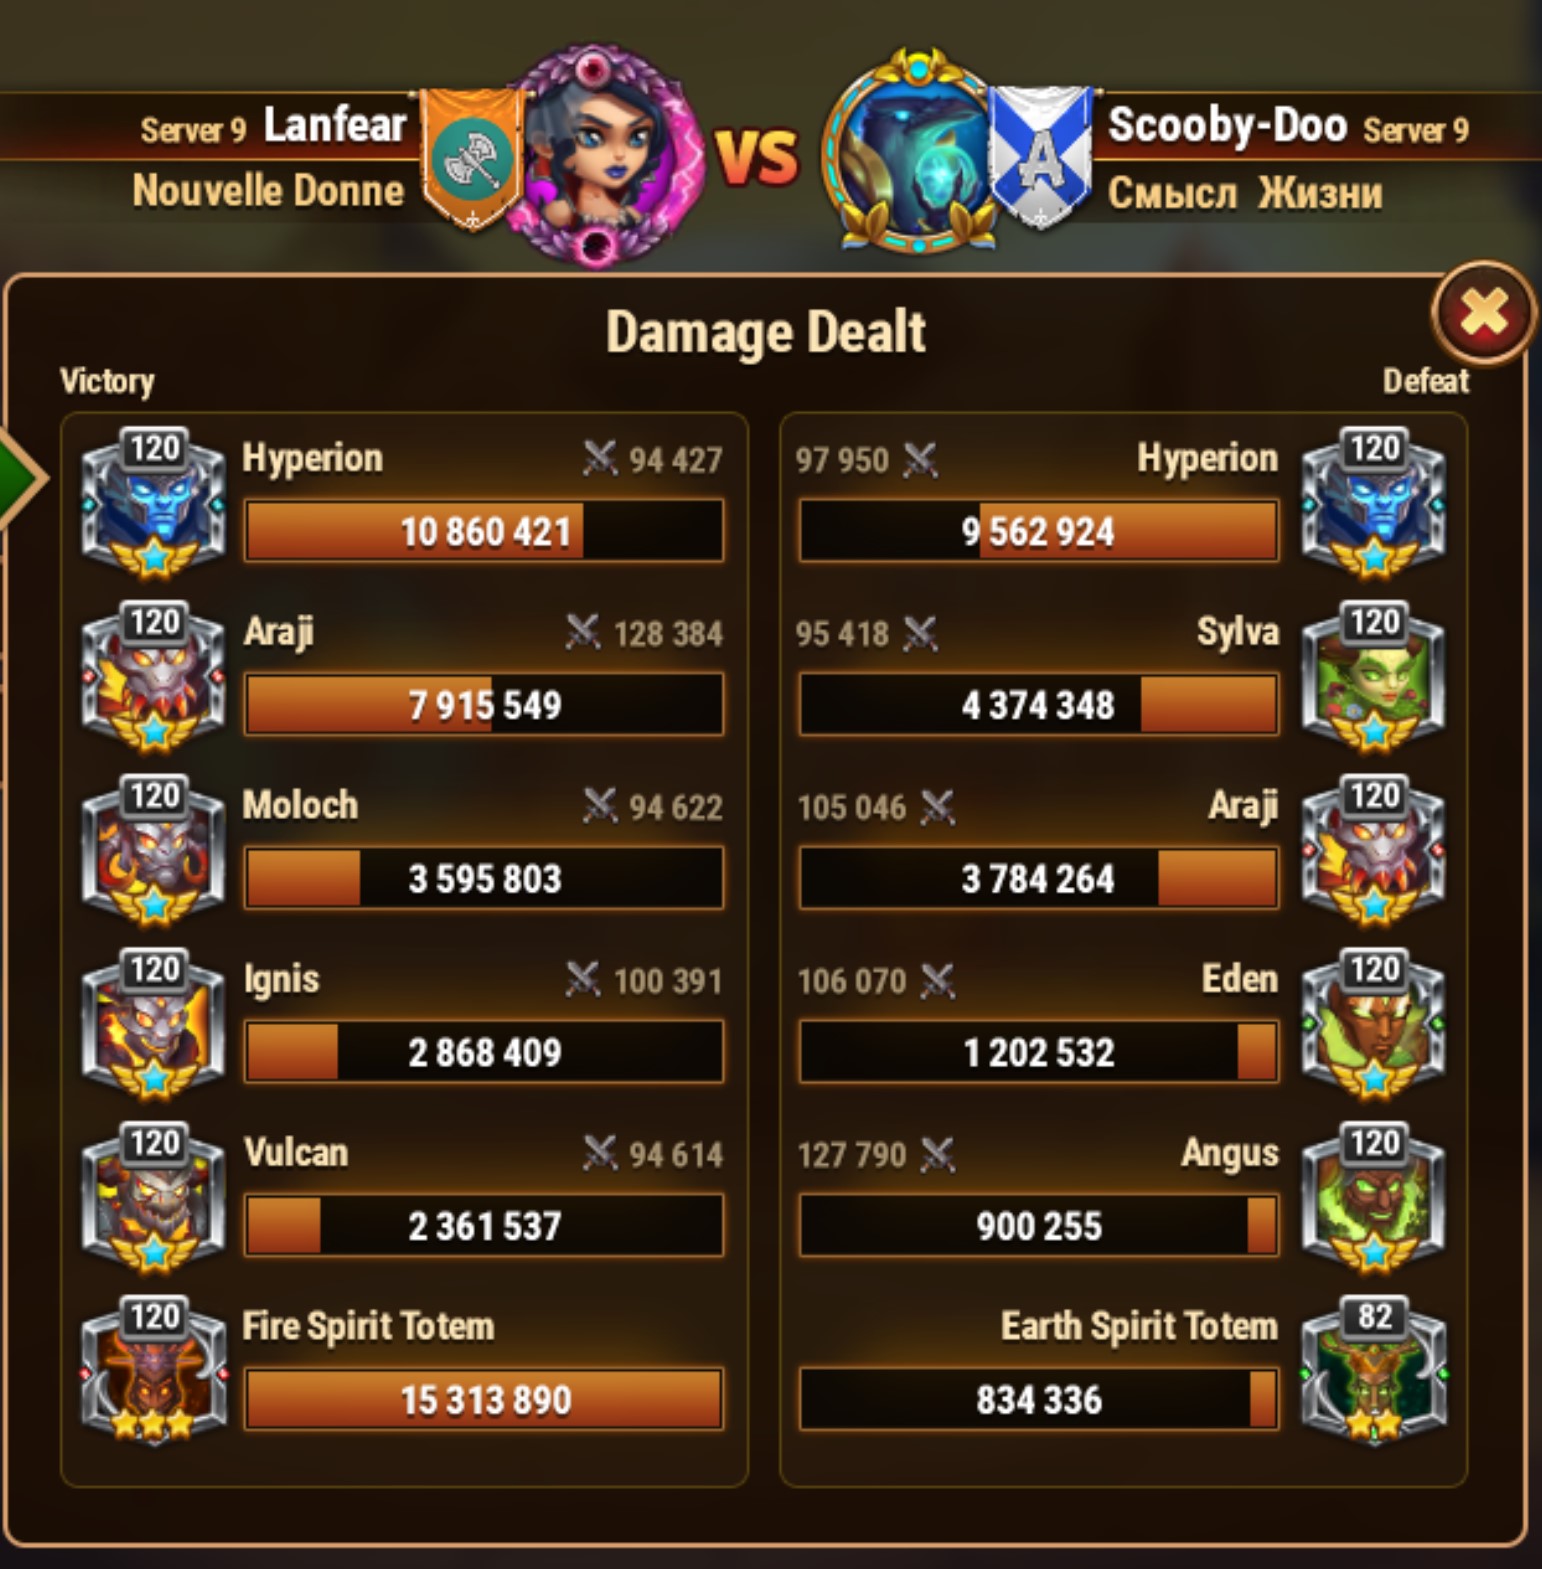 Server 9 Lanfear
Nouvelle Donne
VS
Scooby-Doo Server 9
A
Смысл Жизни
Damage Dealt
Victory
Defeat
120
Hyperion 94 427
10 860 421
120
Araji 128 384
7 915 549
120
Moloch 94 622
3 595 803
120
Ignis 100 391
2 868 409
120
Vulcan 94 614
2 361 537
120
Fire Spirit Totem
15 313 890
97 950 Hyperion
120
9 562 924
95 418 Sylva
120
4 374 348
105 046 Araji
120
3 784 264
106 070 Eden
120
1 202 532
127 790 Angus
120
900 255
Earth Spirit Totem
82
834 336